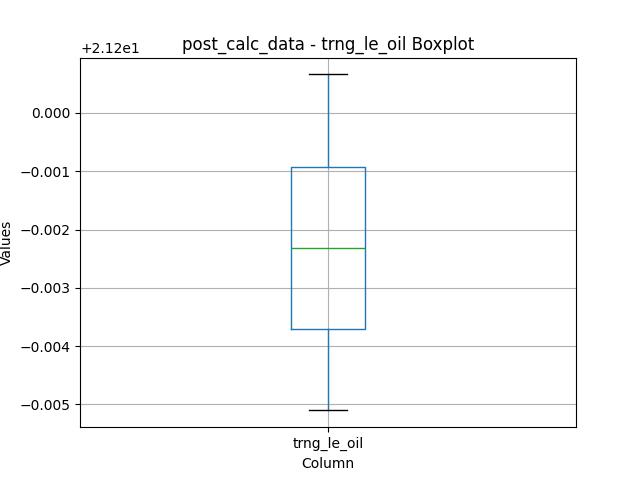 post_calc_data - trng_le_oil Boxplot
+2.12e1
0.000
−0.001
−0.002
−0.003
−0.004
−0.005
Values
trng_le_oil
Column